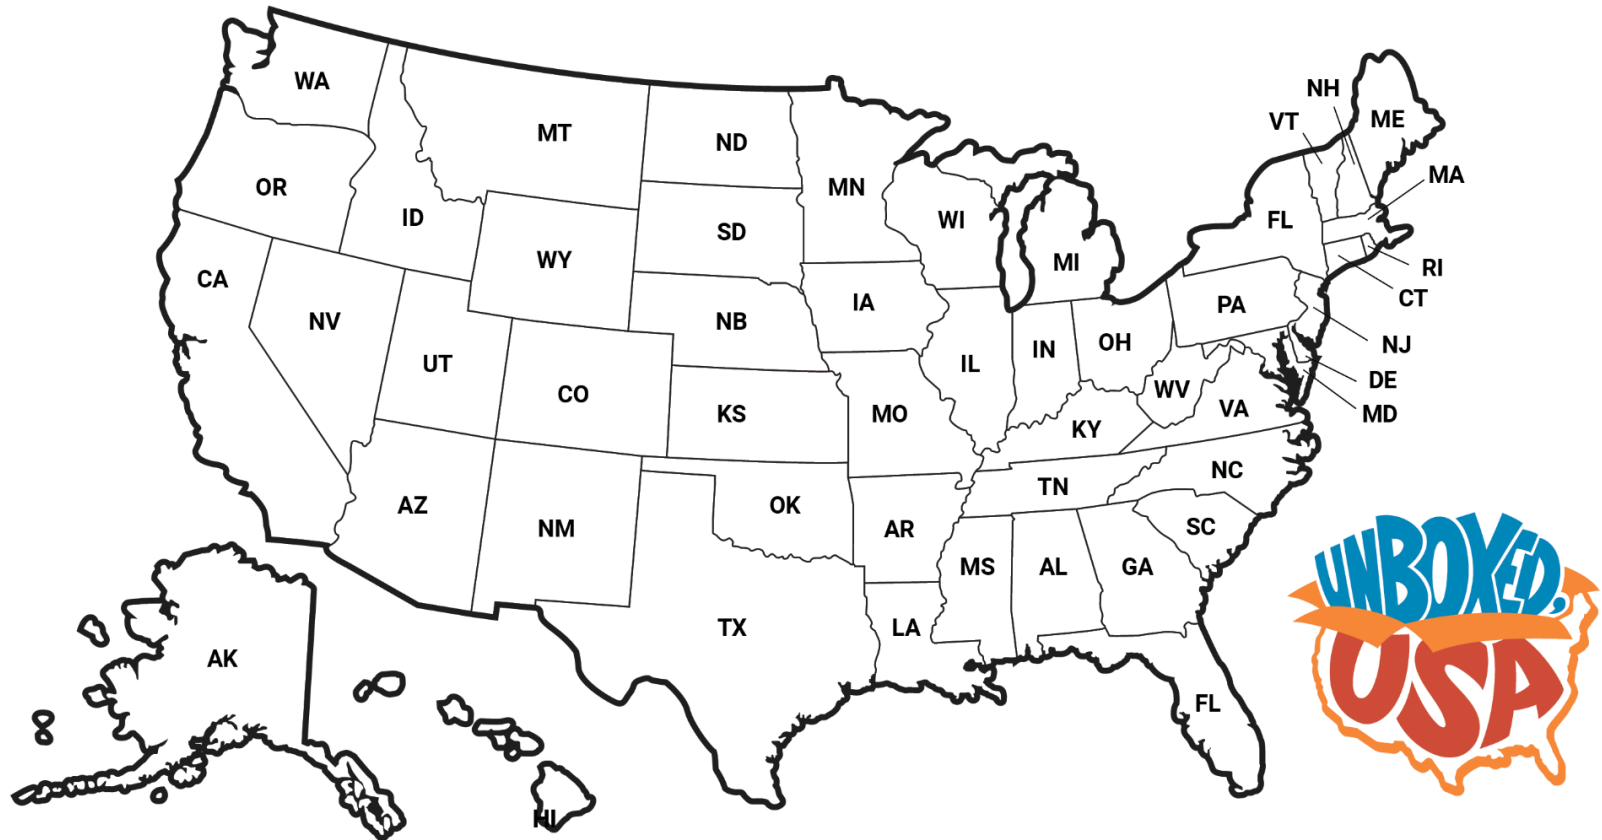 WA
MT
ND
MN
OR
ID
SD
WI
MI
NH
VT
ME
MA
FL
RI
CT
CA
NV
WY
NB
IA
PA
NJ
UT
CO
KS
MO
IL
IN
OH
WV
VA
DE
MD
KY
NC
TN
AZ
NM
OK
AR
SC
MS
AL
GA
TX
LA
FL
AK
HI
UNBOXED,
USA